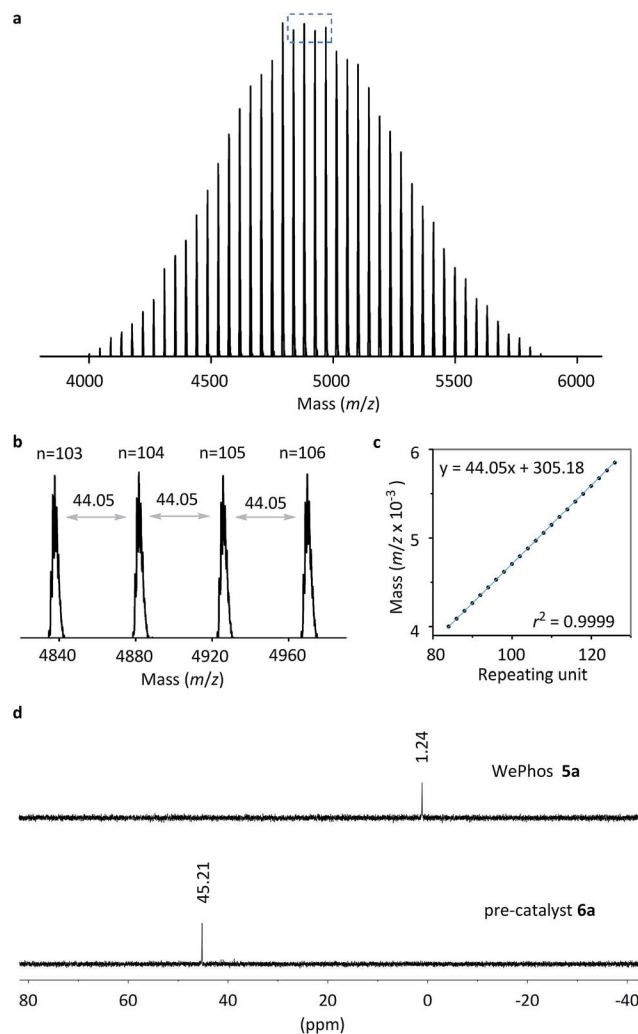 a
4000 4500 5000 5500 6000
Mass (m/z)
b
n=103 n=104 n=105 n=106
44.05 44.05 44.05
4840 4880 4920 4960
Mass (m/z)
c
y = 44.05x + 305.18
r² = 0.9999
6
5
4
Mass (m/z x 10⁻³)
80 100 120
Repeating unit
d
1.24
WePhos 5a
45.21
pre-catalyst 6a
80 60 40 20 0 -20 -40
(ppm)